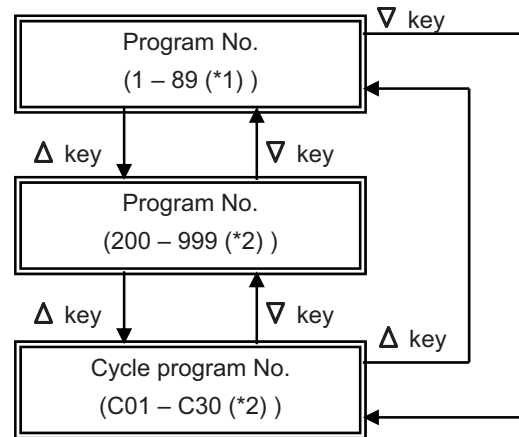 Program No.
(1 – 89 (*1) )
∇ key
Δ key
∇ key
Program No.
(200 – 999 (*2) )
Δ key
∇ key
Δ key
Cycle program No.
(C01 – C30 (*2) )